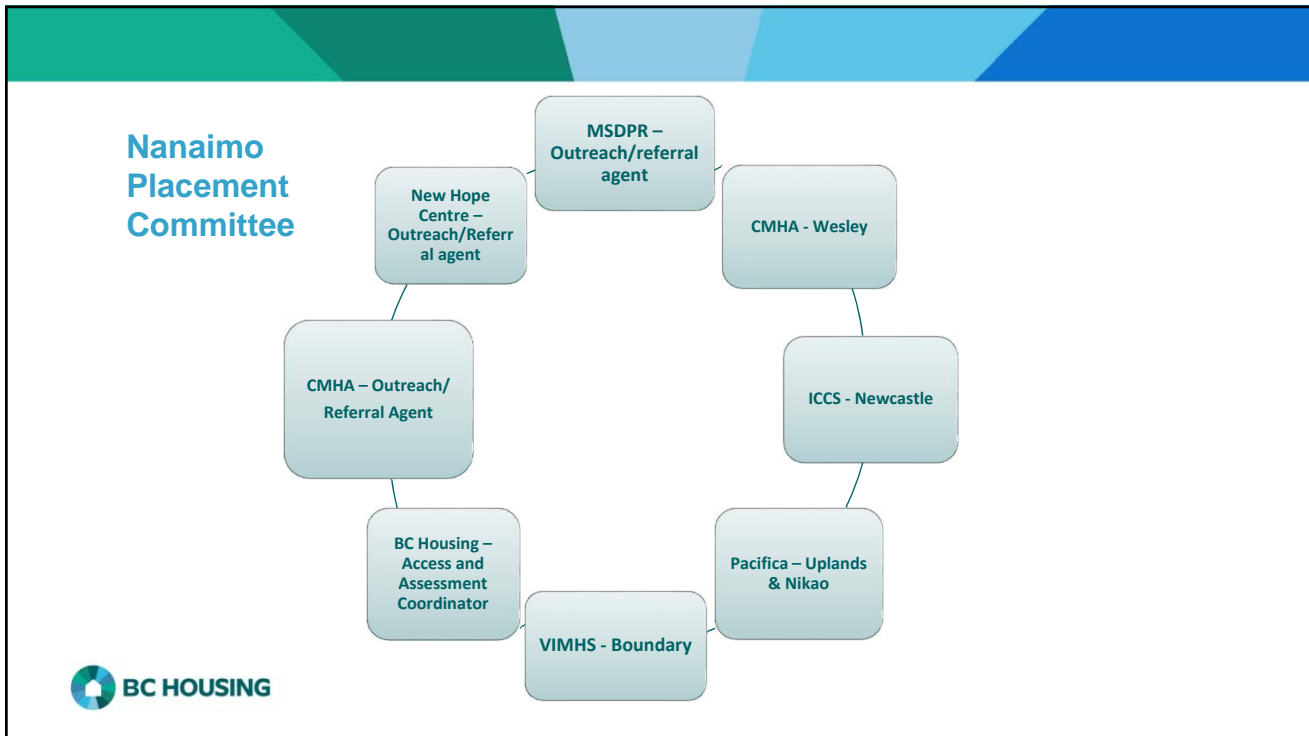 Nanaimo
Placement
Committee
MSDPR –
Outreach/referral
agent
CMHA - Wesley
ICCS - Newcastle
Pacifica – Uplands
& Nikao
VIMHS - Boundary
BC Housing –
Access and
Assessment
Coordinator
CMHA – Outreach/
Referral Agent
New Hope
Centre –
Outreach/Referr
al agent
BC HOUSING